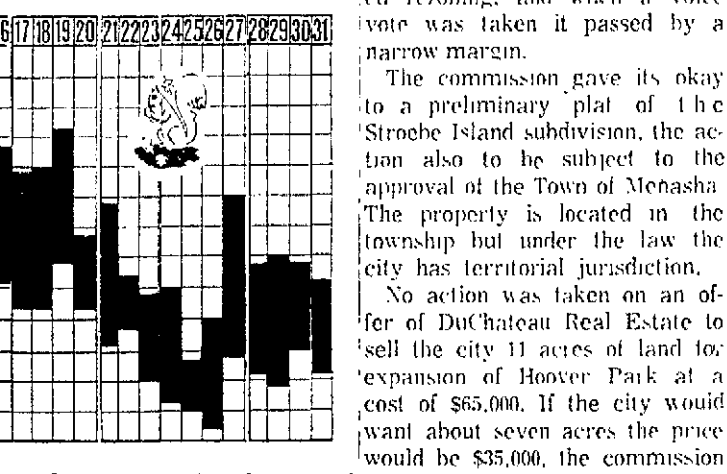 6 17 18 19 20 21 22 23 24 25 26 27 28 29 30 31
vote was taken it passed by a
narrow margin.
The commission gave its okay
to a preliminary plat of the
Stroebe Island subdivision, the ac-
tion also to be subject to the
approval of the Town of Menasha
The property is located in the
township but under the law the
city has territorial jurisdiction.
No action was taken on an of-
fer of DuChateau Real Estate to
sell the city 11 acres of land for
expansion of Hoover Park at a
cost of $65,000. If the city would
want about seven acres the price
would be $35,000, the commission